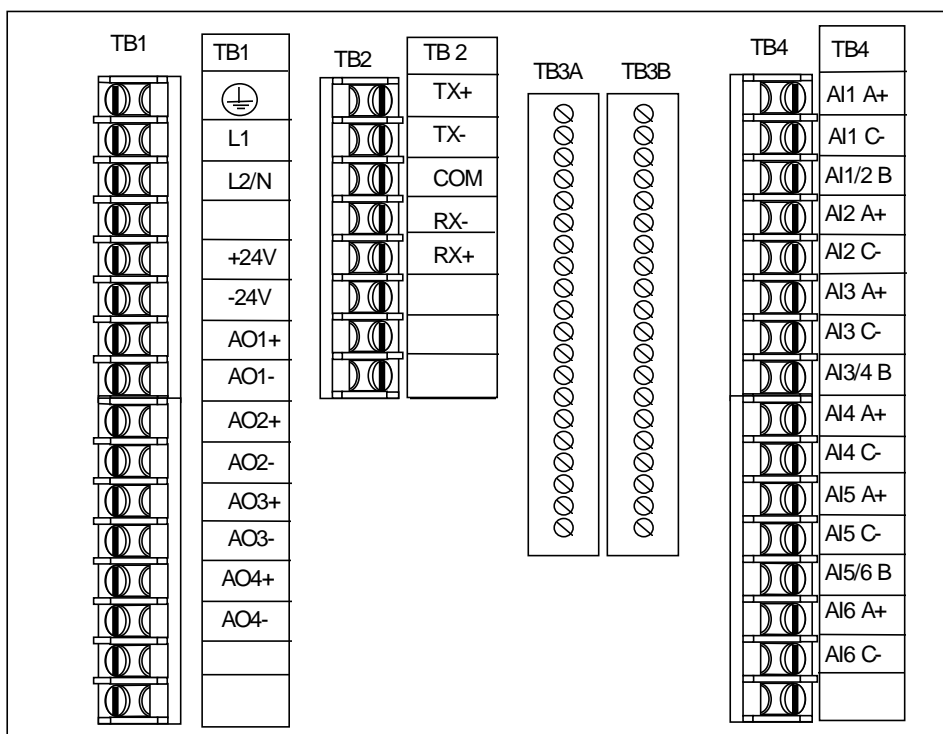 TB1
TB1
L1
L2/N
+24V
-24V
AO1+
AO1-
AO2+
AO2-
AO3+
AO3-
AO4+
AO4-
TB2
TB 2
TX+
TX-
COM
RX-
RX+
TB3A
TB3B
TB4
TB4
AI1 A+
AI1 C-
AI1/2 B
AI2 A+
AI2 C-
AI3 A+
AI3 C-
AI3/4 B
AI4 A+
AI4 C-
AI5 A+
AI5 C-
AI5/6 B
AI6 A+
AI6 C-